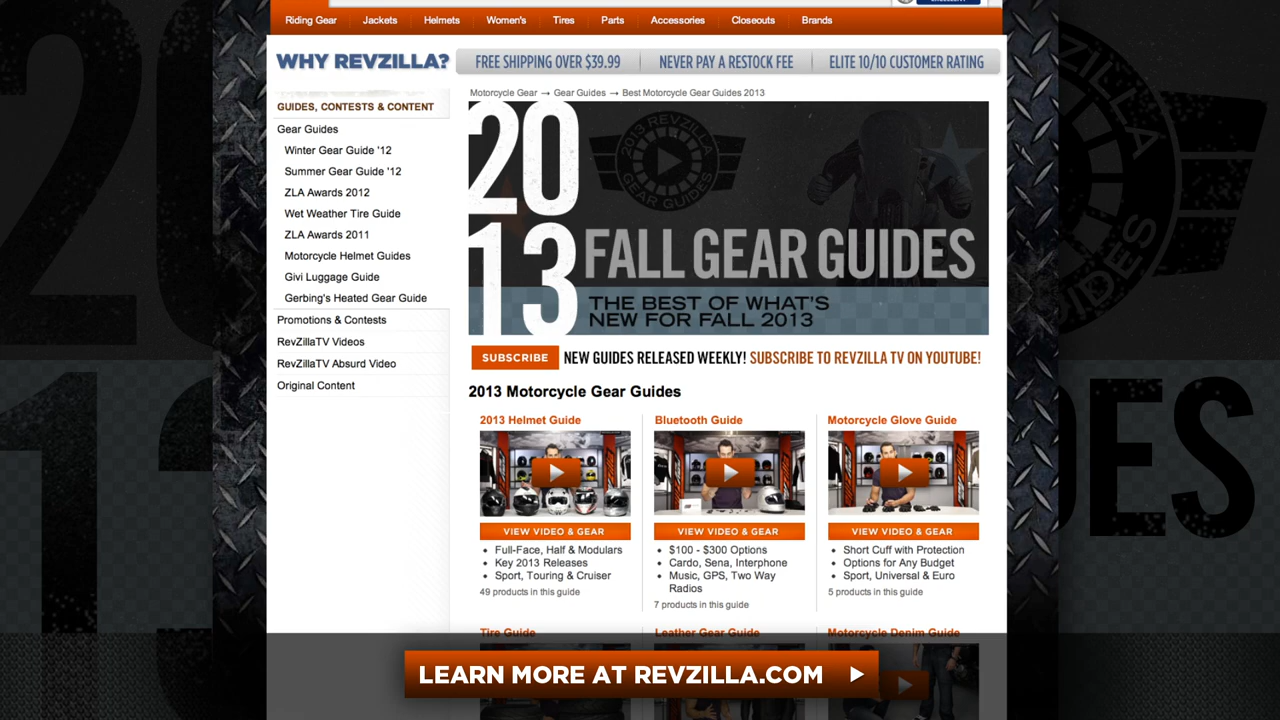 Riding Gear Jackets Helmets Women's Tires Parts Accessories Closeouts Brands
WHY REVZILLA? FREE SHIPPING OVER $39.99 NEVER PAY A RESTOCK FEE ELITE 10/10 CUSTOMER RATING
Motorcycle Gear → Gear Guides → Best Motorcycle Gear Guides 2013
GUIDES, CONTESTS & CONTENT
Gear Guides
Winter Gear Guide '12
Summer Gear Guide '12
ZLA Awards 2012
Wet Weather Tire Guide
ZLA Awards 2011
Motorcycle Helmet Guides
Givi Luggage Guide
Gerbing's Heated Gear Guide
Promotions & Contests
RevZillaTV Videos
RevZillaTV Absurd Video
Original Content
20
13
2013 REVZILLA
GEAR GUIDES
FALL GEAR GUIDES
THE BEST OF WHAT'S
NEW FOR FALL 2013
SUBSCRIBE NEW GUIDES RELEASED WEEKLY! SUBSCRIBE TO REVZILLA TV ON YOUTUBE!
2013 Motorcycle Gear Guides
2013 Helmet Guide
VIEW VIDEO & GEAR
• Full-Face, Half & Modulars
• Key 2013 Releases
• Sport, Touring & Cruiser
49 products in this guide
Bluetooth Guide
VIEW VIDEO & GEAR
• $100 - $300 Options
• Cardo, Sena, Interphone
• Music, GPS, Two Way
Radios
7 products in this guide
Motorcycle Glove Guide
VIEW VIDEO & GEAR
• Short Cuff with Protection
• Options for Any Budget
• Sport, Universal & Euro
5 products in this guide
Tire Guide
Leather Gear Guide
Motorcycle Denim Guide
LEARN MORE AT REVZILLA.COM